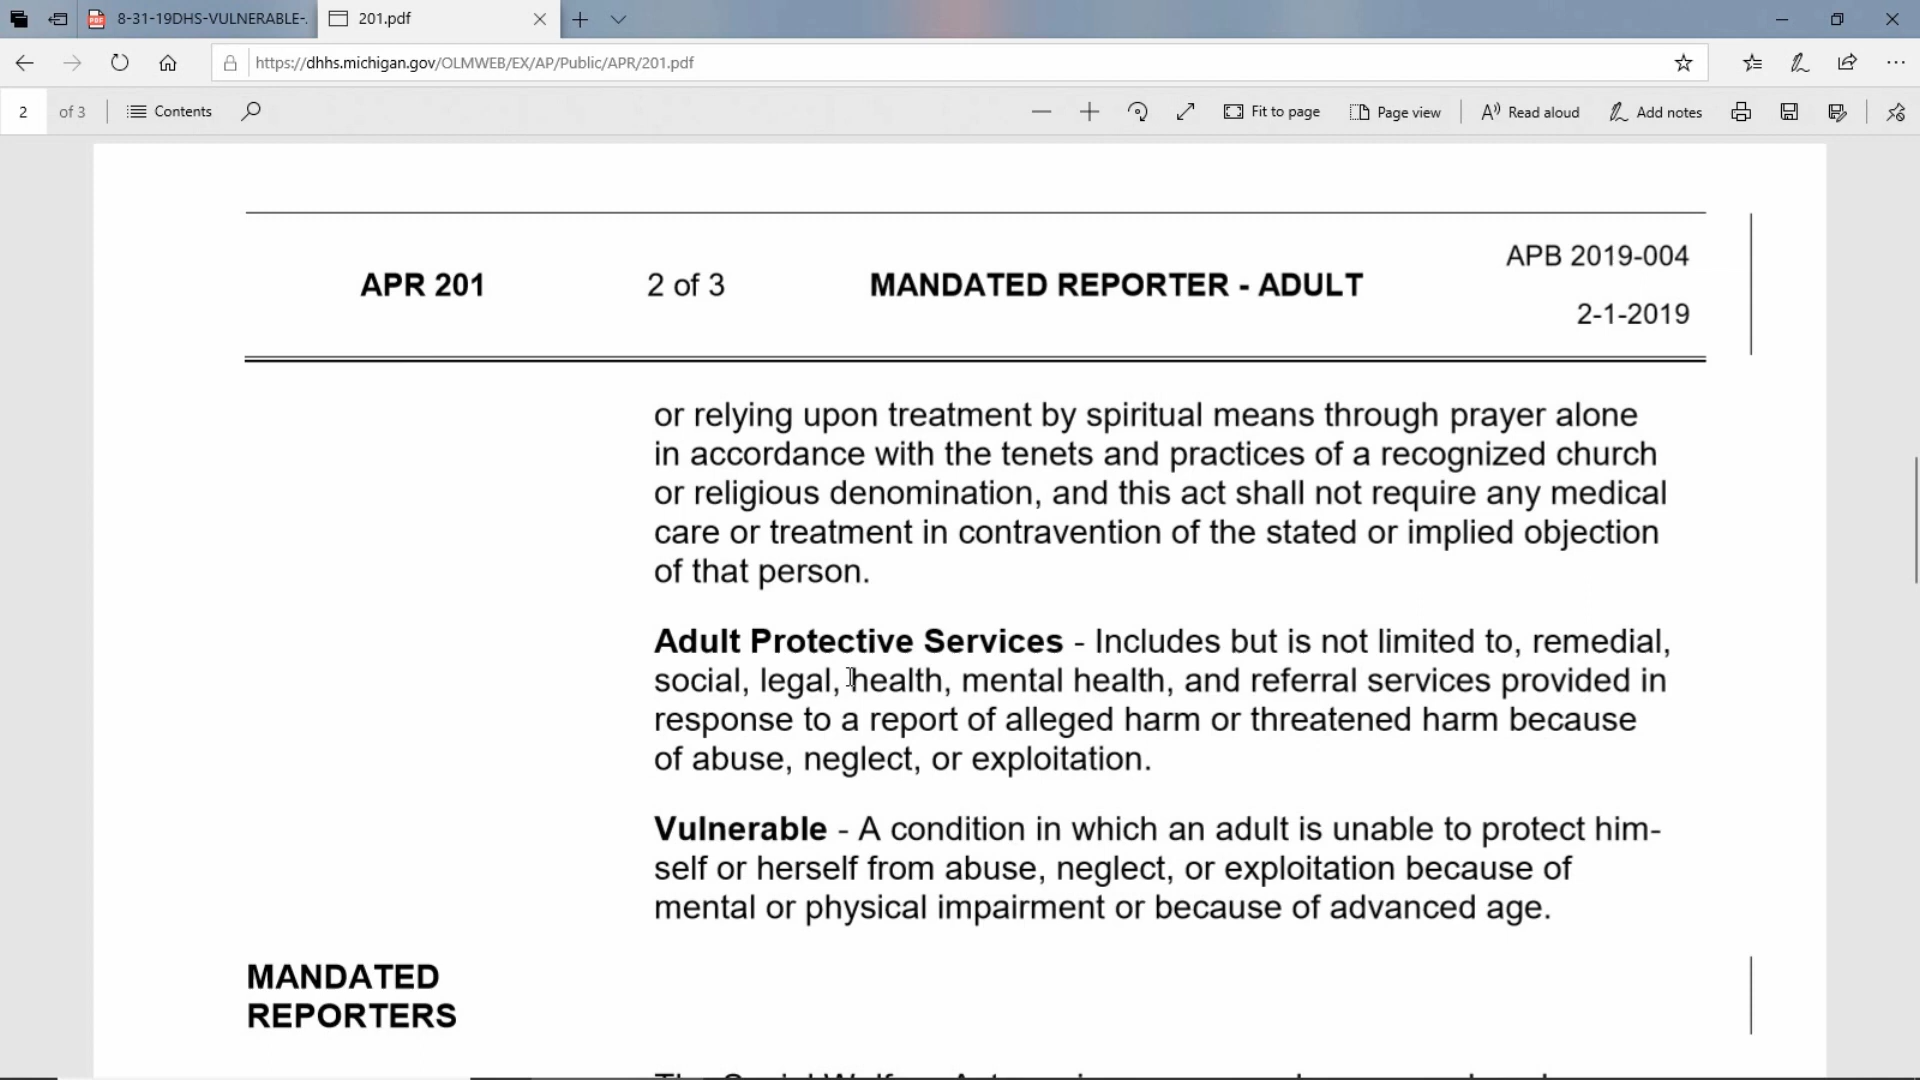 8-31-19DHS-VULNERABLE-.
201.pdf
https://dhhs.michigan.gov/OLMWEB/EX/AP/Public/APR/201.pdf
2 of 3 Contents Fit to page Page view Read aloud Add notes
APB 2019-004
APR 201 2 of 3 MANDATED REPORTER - ADULT
2-1-2019
or relying upon treatment by spiritual means through prayer alone
in accordance with the tenets and practices of a recognized church
or religious denomination, and this act shall not require any medical
care or treatment in contravention of the stated or implied objection
of that person.
Adult Protective Services - Includes but is not limited to, remedial,
social, legal, health, mental health, and referral services provided in
response to a report of alleged harm or threatened harm because
of abuse, neglect, or exploitation.
Vulnerable - A condition in which an adult is unable to protect him-
self or herself from abuse, neglect, or exploitation because of
mental or physical impairment or because of advanced age.
MANDATED
REPORTERS